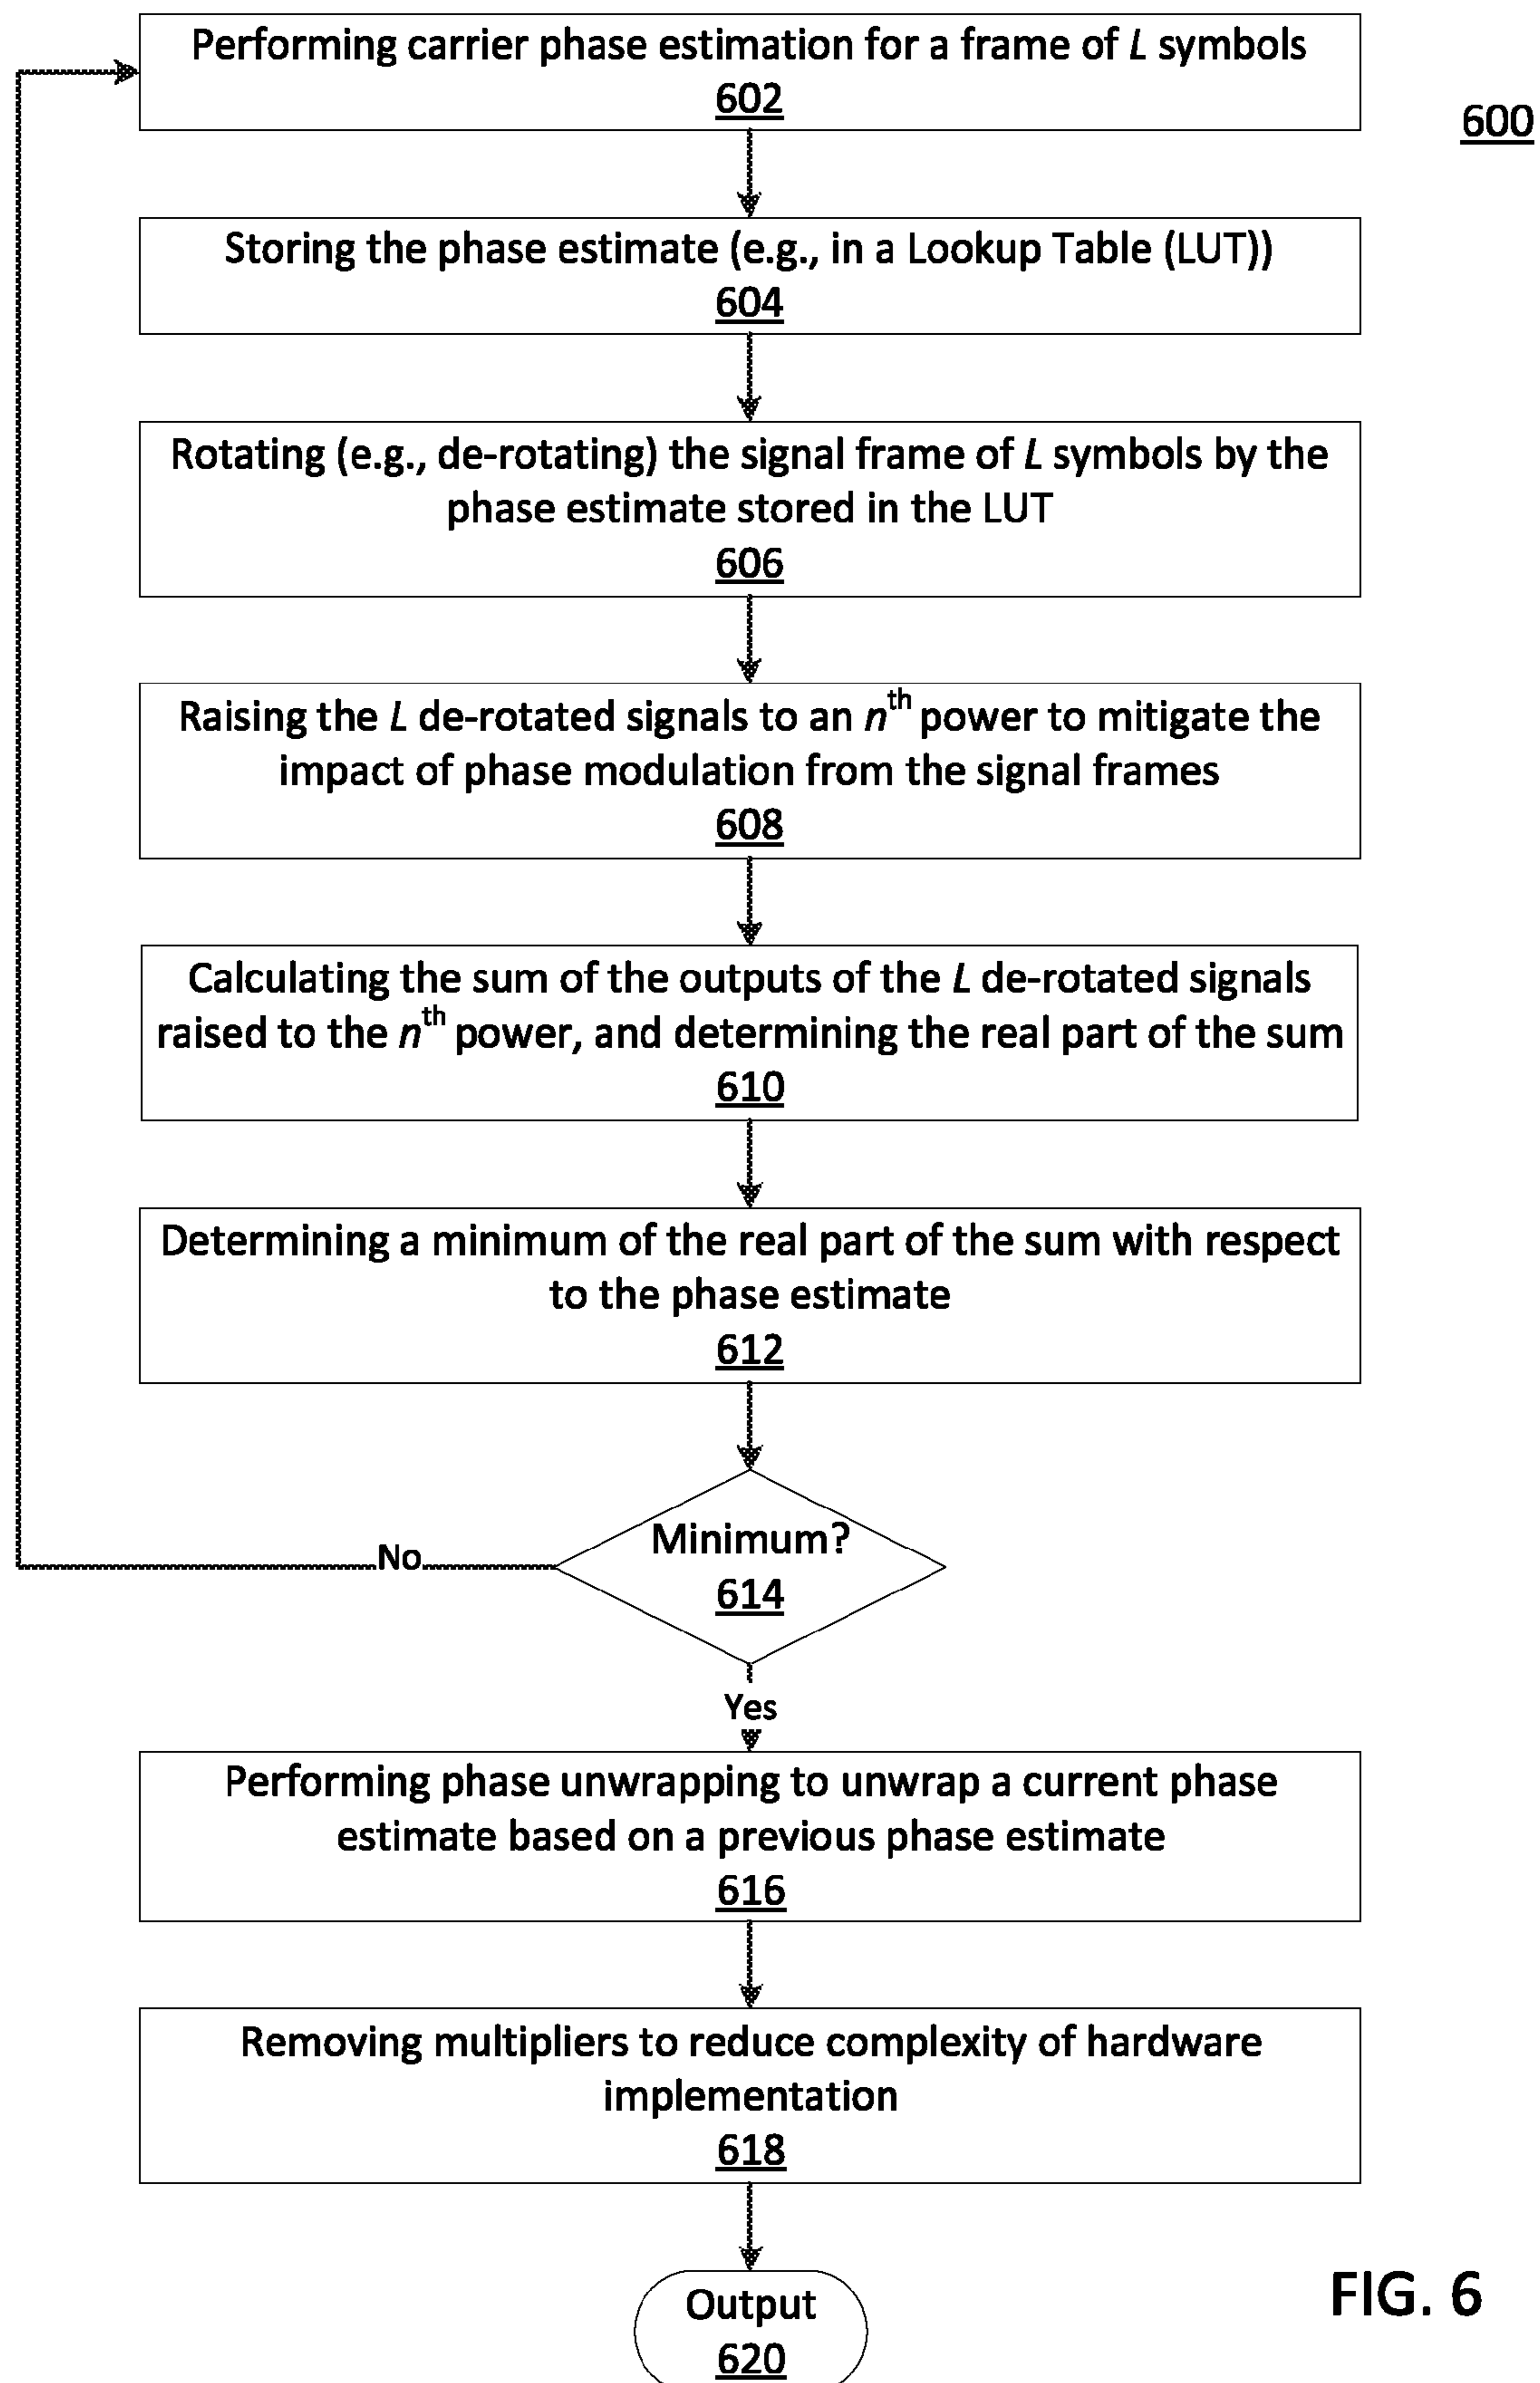 Performing carrier phase estimation for a frame of L symbols
602
600
Storing the phase estimate (e.g., in a Lookup Table (LUT))
604
Rotating (e.g., de-rotating) the signal frame of L symbols by the
phase estimate stored in the LUT
606
Raising the L de-rotated signals to an nth power to mitigate the
impact of phase modulation from the signal frames
608
Calculating the sum of the outputs of the L de-rotated signals
raised to the nth power, and determining the real part of the sum
610
Determining a minimum of the real part of the sum with respect
to the phase estimate
612
Minimum?
614
No
Yes
Performing phase unwrapping to unwrap a current phase
estimate based on a previous phase estimate
616
Removing multipliers to reduce complexity of hardware
implementation
618
Output
620
FIG. 6